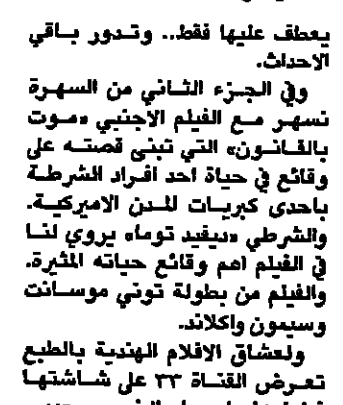 يعطف عليها فقط.. وتدور باقي
الاحداث.
وفي الجزء الثاني من السهرة
نسهر مع الفيلم الاجنبي «موت
بالقانون» التي تبنى قصته على
وقائع في حياة احد افراد الشرطة
باحدى كبريات المدن الاميركية.
والشرطي «ديفيد توما» يروي لنا
في الفيلم اهم وقائع حياته المثيرة.
والفيلم من بطولة توني موسانت
وسيمون واكلاند.
ولعشاق الافلام الهندية بالطبع
تعرض القناة ٣٣ على شاشتها